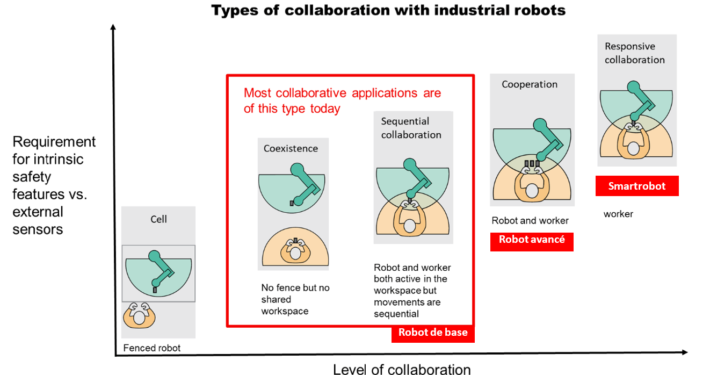 Types of collaboration with industrial robots
Requirement
for intrinsic
safety
features vs.
external
sensors
Most collaborative applications are
of this type today
Cell
Fenced robot
Coexistence
No fence but no
shared
workspace
Sequential
collaboration
Robot and worker
both active in the
workspace but
movements are
sequential
Robot de base
Cooperation
Robot and worker
Robot avancé
Responsive
collaboration
Smartrobot
worker
Level of collaboration